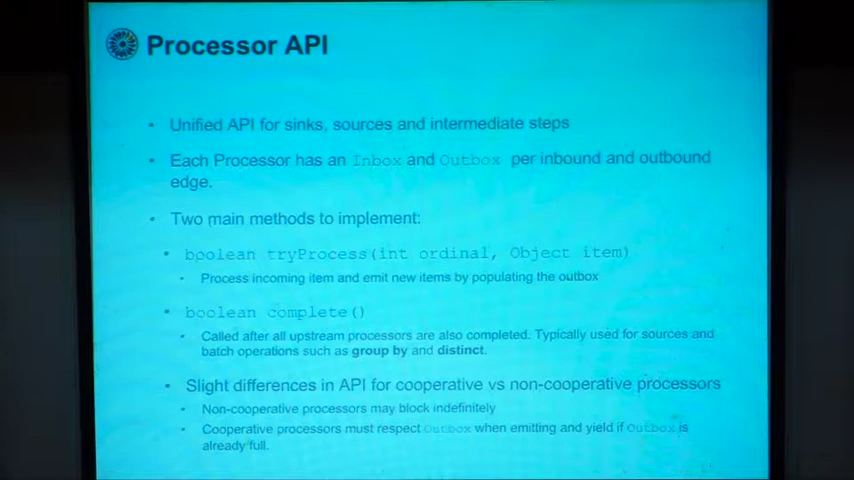 Processor API
Unified API for sinks, sources and intermediate steps
Each Processor has an Inbox and Outbox per inbound and outbound
edge.
Two main methods to implement:
boolean tryProcess(int ordinal, Object item)
Process incoming item and emit new items by populating the outbox
boolean complete()
Called after all upstream processors are also completed. Typically used for sources and
batch operations such as group by and distinct.
Slight differences in API for cooperative vs non-cooperative processors
Non-cooperative processors may block indefinitely
Cooperative processors must respect Outbox when emitting and yield if Outbox is
already full.